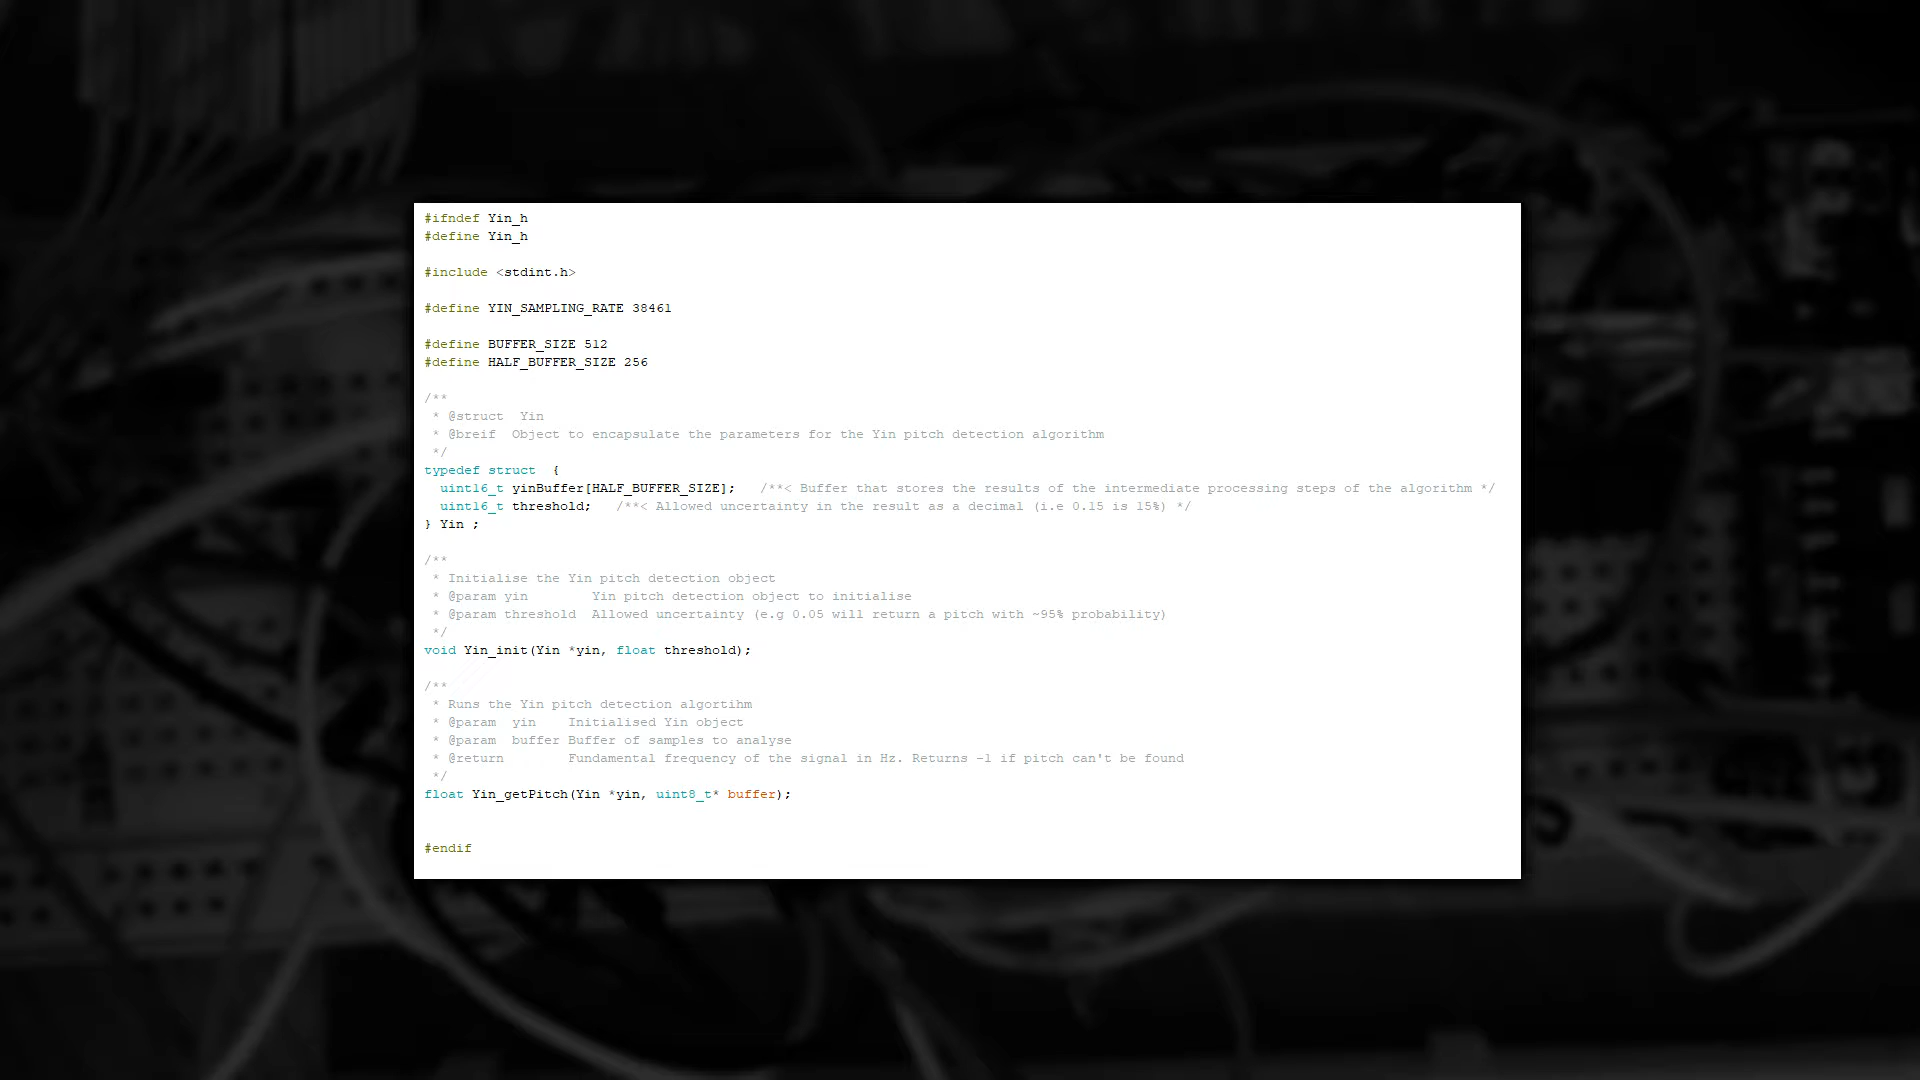 #ifndef Yin_h
#define Yin_h
#include <stdint.h>
#define YIN_SAMPLING_RATE 38461
#define BUFFER_SIZE 512
#define HALF_BUFFER_SIZE 256
/**
 * @struct  Yin
 * @breif  Object to encapsulate the parameters for the Yin pitch detection algorithm
 */
typedef struct  {
  uint16_t yinBuffer[HALF_BUFFER_SIZE];   /**< Buffer that stores the results of the intermediate processing steps of the algorithm */
  uint16_t threshold;   /**< Allowed uncertainty in the result as a decimal (i.e 0.15 is 15%) */
} Yin ;
/**
 * Initialise the Yin pitch detection object
 * @param yin        Yin pitch detection object to initialise
 * @param threshold  Allowed uncertainty (e.g 0.05 will return a pitch with ~95% probability)
 */
void Yin_init(Yin *yin, float threshold);
/**
 * Runs the Yin pitch detection algortihm
 * @param  yin    Initialised Yin object
 * @param  buffer Buffer of samples to analyse
 * @return        Fundamental frequency of the signal in Hz. Returns -1 if pitch can't be found
 */
float Yin_getPitch(Yin *yin, uint8_t* buffer);
#endif